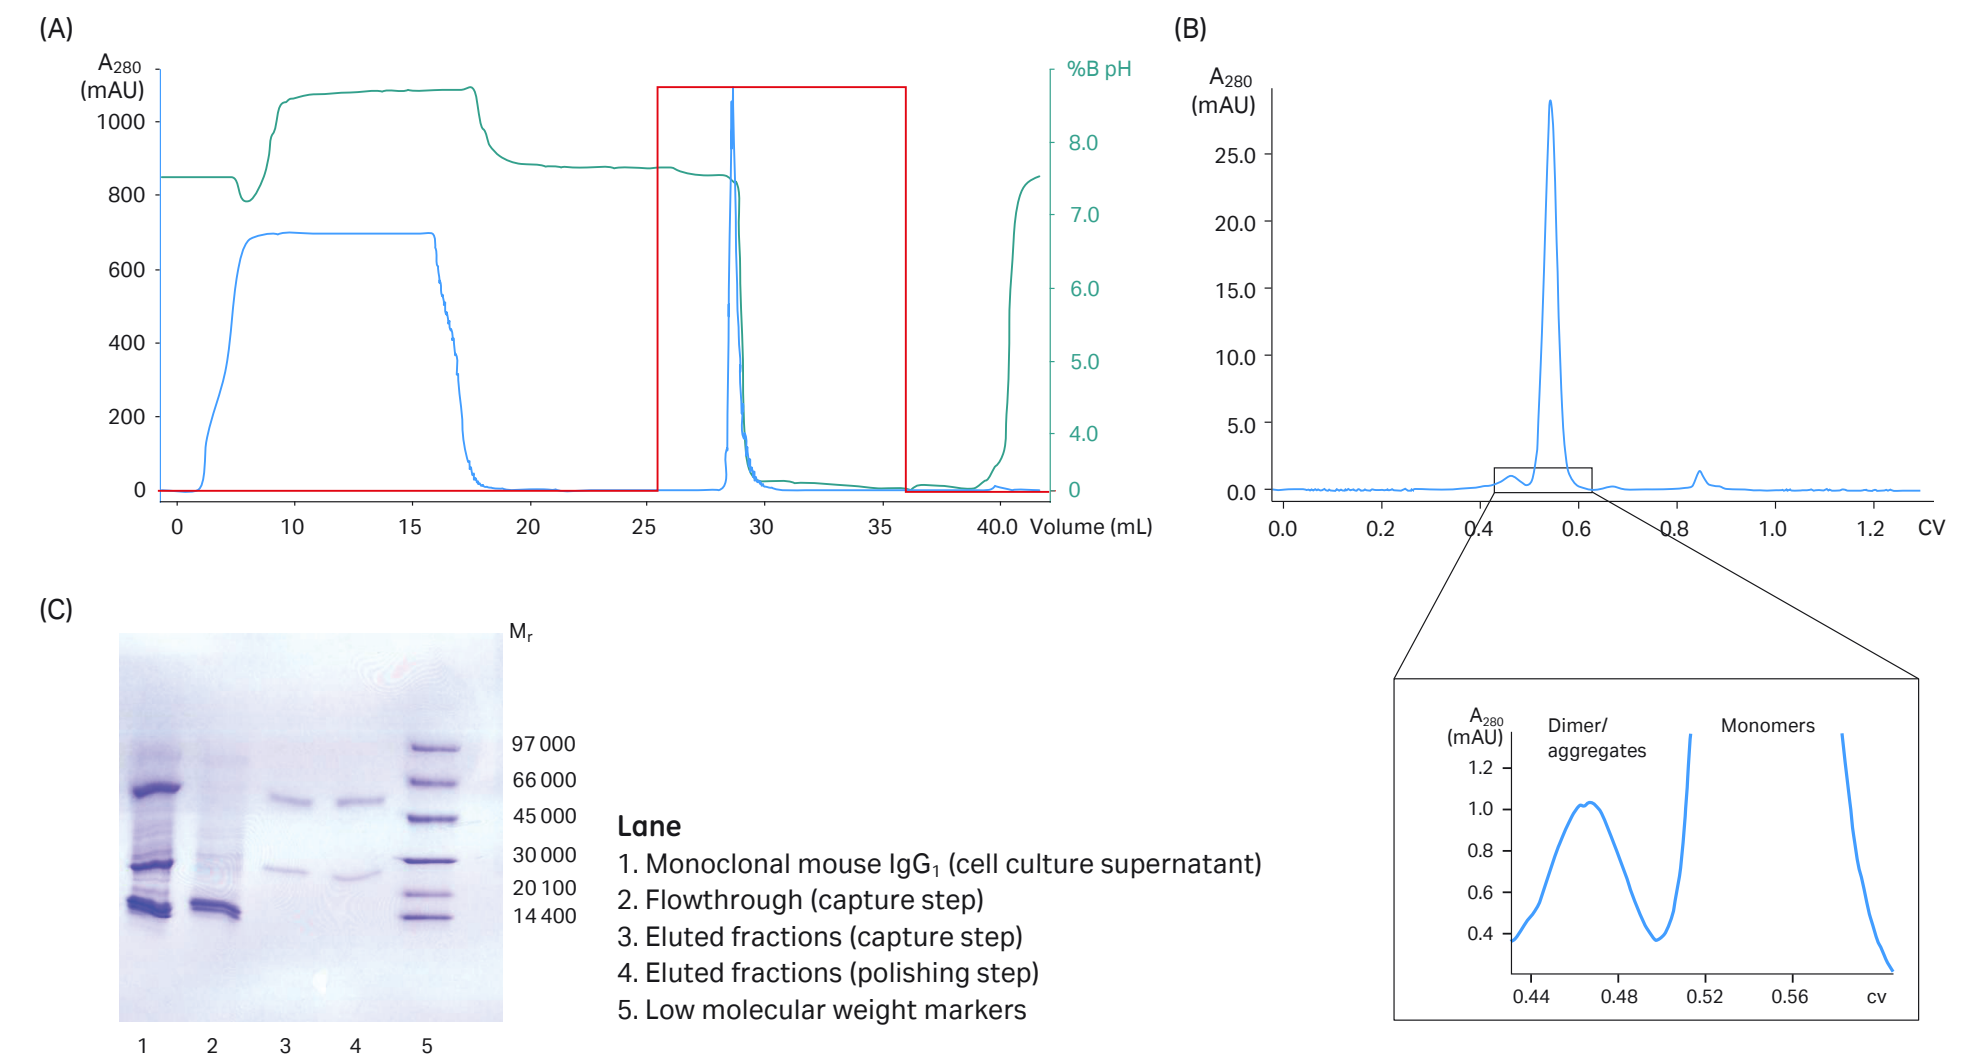 (A)
A280
(mAU)
1000
800
600
400
200
0
%B pH
8.0
7.0
6.0
5.0
4.0
0
0 10 15 20 25 30 35 40.0 Volume (mL)
(B)
A280
(mAU)
25.0
20.0
15.0
10.0
5.0
0.0
0.0 0.2 0.4 0.6 0.8 1.0 1.2 CV
A280
(mAU)
Dimer/
aggregates
Monomers
1.2
1.0
0.8
0.6
0.4
0.44 0.48 0.52 0.56 cv
(C)
Mr
97 000
66 000
45 000
30 000
20 100
14 400
1 2 3 4 5
Lane
1. Monoclonal mouse IgG1 (cell culture supernatant)
2. Flowthrough (capture step)
3. Eluted fractions (capture step)
4. Eluted fractions (polishing step)
5. Low molecular weight markers